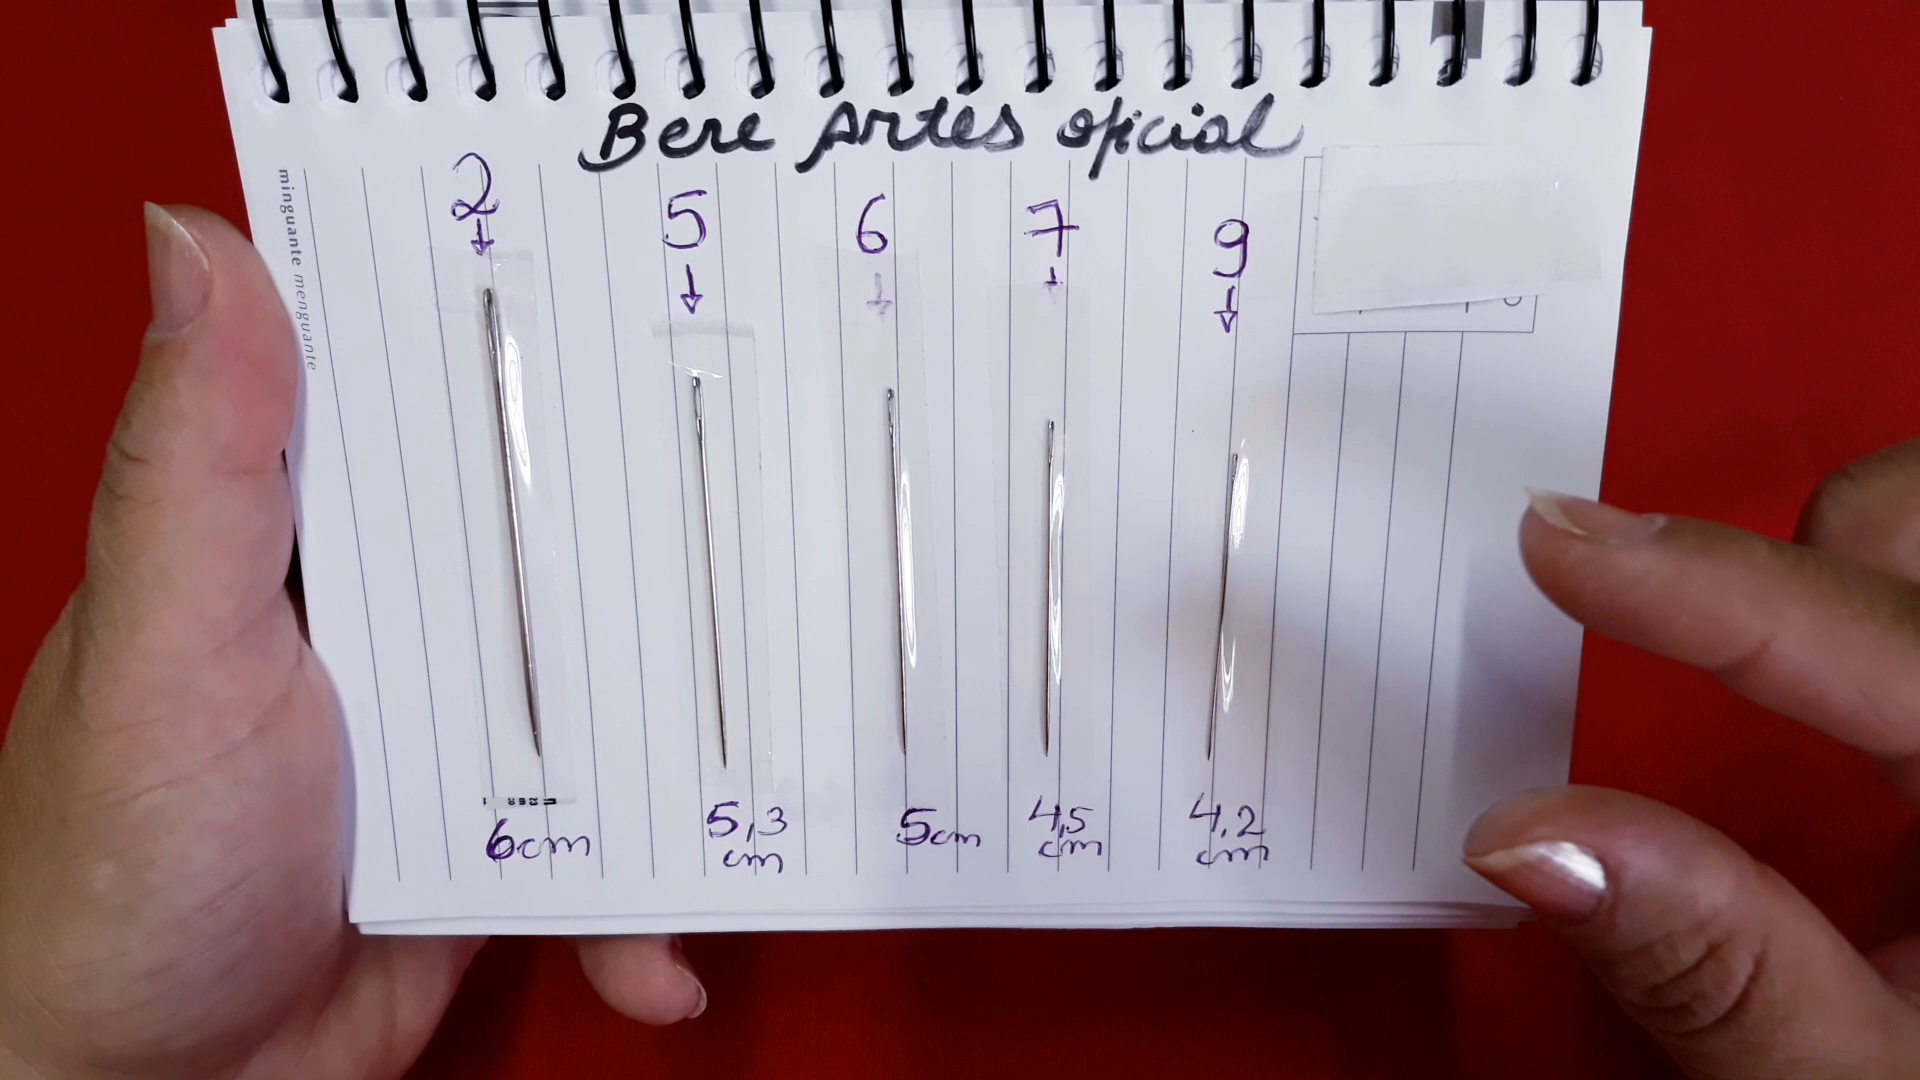 Bere Artes oficial
minguante menguante
2 5 6 7 9
6cm 5,3 cm 5cm 4,5 cm 4,2 cm